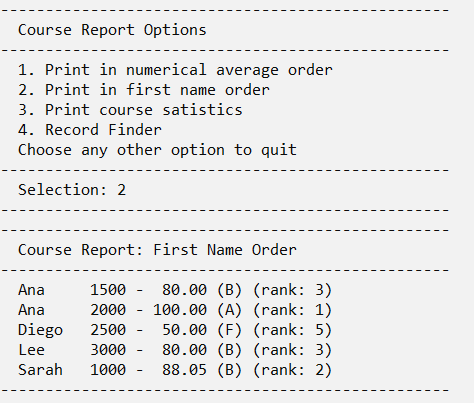 --------------------------------------------------
Course Report Options
--------------------------------------------------
1. Print in numerical average order
2. Print in first name order
3. Print course satistics
4. Record Finder
Choose any other option to quit
--------------------------------------------------
Selection: 2
--------------------------------------------------
--------------------------------------------------
Course Report: First Name Order
--------------------------------------------------
Ana     1500 -  80.00 (B) (rank: 3)
Ana     2000 - 100.00 (A) (rank: 1)
Diego   2500 -  50.00 (F) (rank: 5)
Lee     3000 -  80.00 (B) (rank: 3)
Sarah   1000 -  88.05 (B) (rank: 2)
--------------------------------------------------